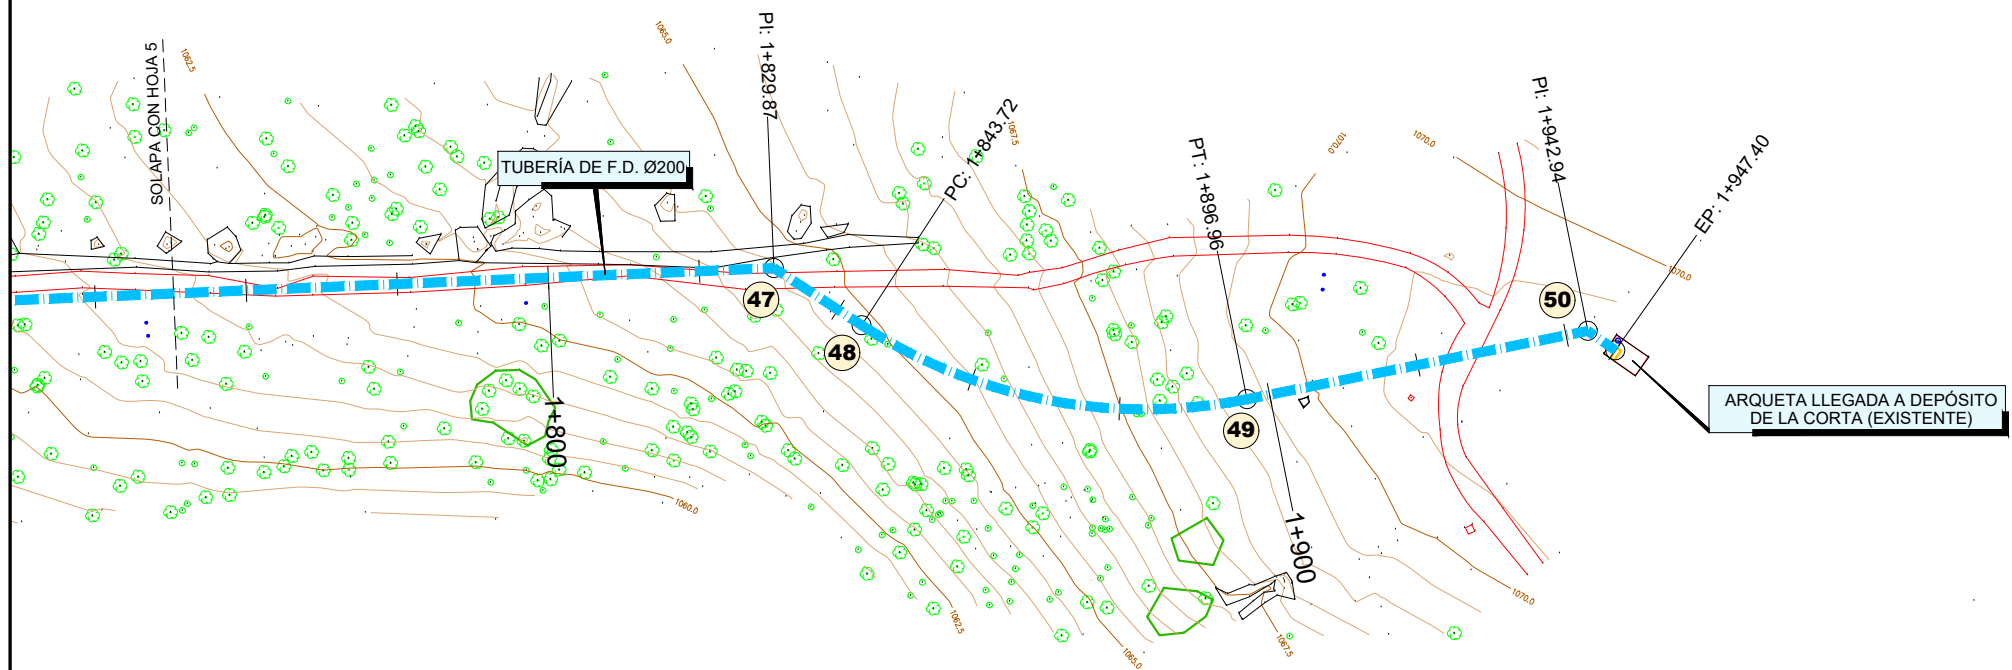 SOLAPA CON HOJA 5
1062.5
1065.0
PI: 1+829.87
TUBERÍA DE F.D. Ø200
PC: 1+843.72
1067.5
PT: 1+896.96
1070.0
1070.0
PI: 1+942.94
EP: 1+947.40
1070.0
47
48
49
50
ARQUETA LLEGADA A DEPÓSITO
DE LA CORTA (EXISTENTE)
1+800
1+900
1060.0
1062.5
1065.0
1067.5
1070.0